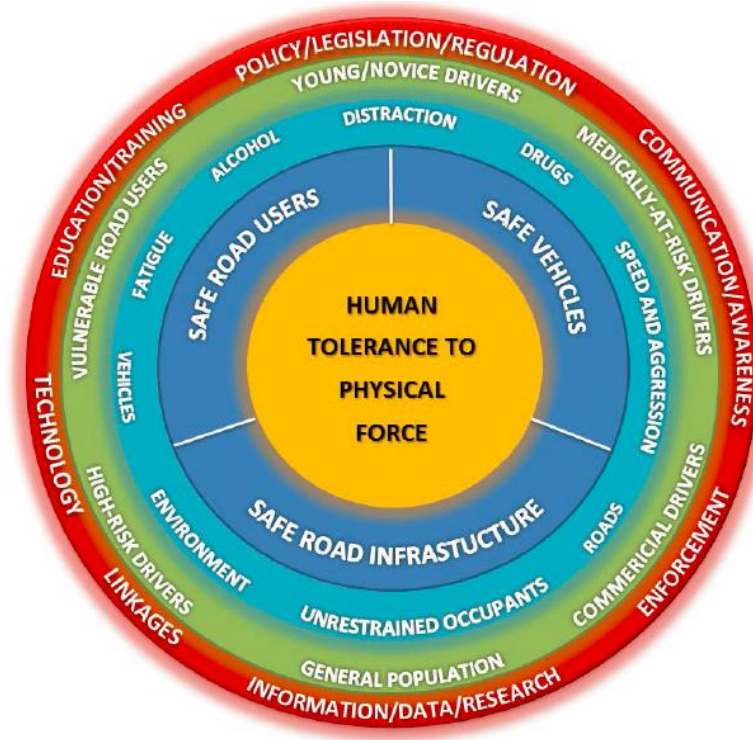 POLICY/LEGISLATION/REGULATION
COMMUNICATION/AWARENESS
ENFORCEMENT
INFORMATION/DATA/RESEARCH
LINKAGES
TECHNOLOGY
EDUCATION/TRAINING
YOUNG/NOVICE DRIVERS
MEDICALLY-AT-RISK DRIVERS
COMMERICIAL DRIVERS
GENERAL POPULATION
HIGH-RISK DRIVERS
VULNERABLE ROAD USERS
DISTRACTION
DRUGS
SPEED AND AGGRESSION
ROADS
UNRESTRAINED OCCUPANTS
ENVIRONMENT
VEHICLES
FATIGUE
ALCOHOL
SAFE ROAD USERS
SAFE VEHICLES
SAFE ROAD INFRASTUCTURE
HUMAN
TOLERANCE TO
PHYSICAL
FORCE